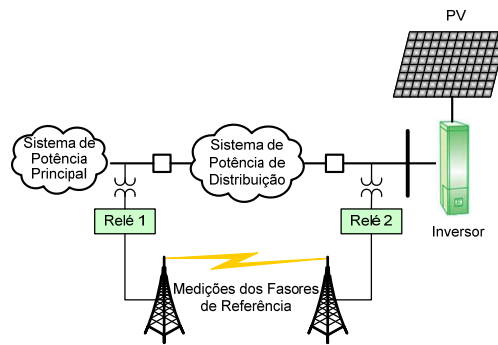 PV
Sistema de
Potência
Principal
Sistema de
Potência de
Distribuição
Relé 1
Relé 2
Inversor
Medições dos Fasores
de Referência